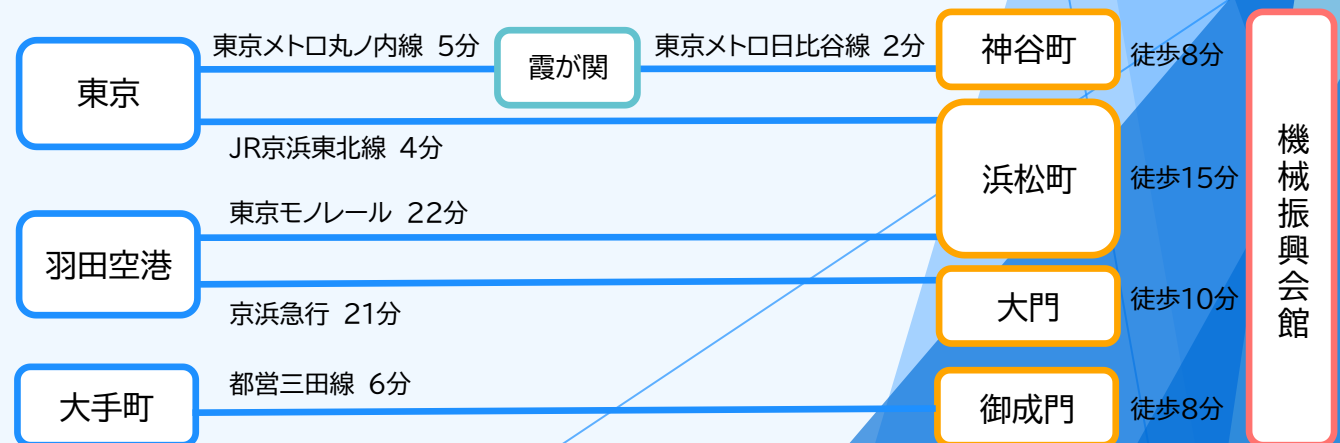 東京メトロ丸ノ内線 5分
霞が関
東京メトロ日比谷線 2分
神谷町
徒歩8分
東京
JR京浜東北線 4分
浜松町
徒歩15分
東京モノレール 22分
羽田空港
京浜急行 21分
大門
徒歩10分
都営三田線 6分
大手町
御成門
徒歩8分
機械振興会館